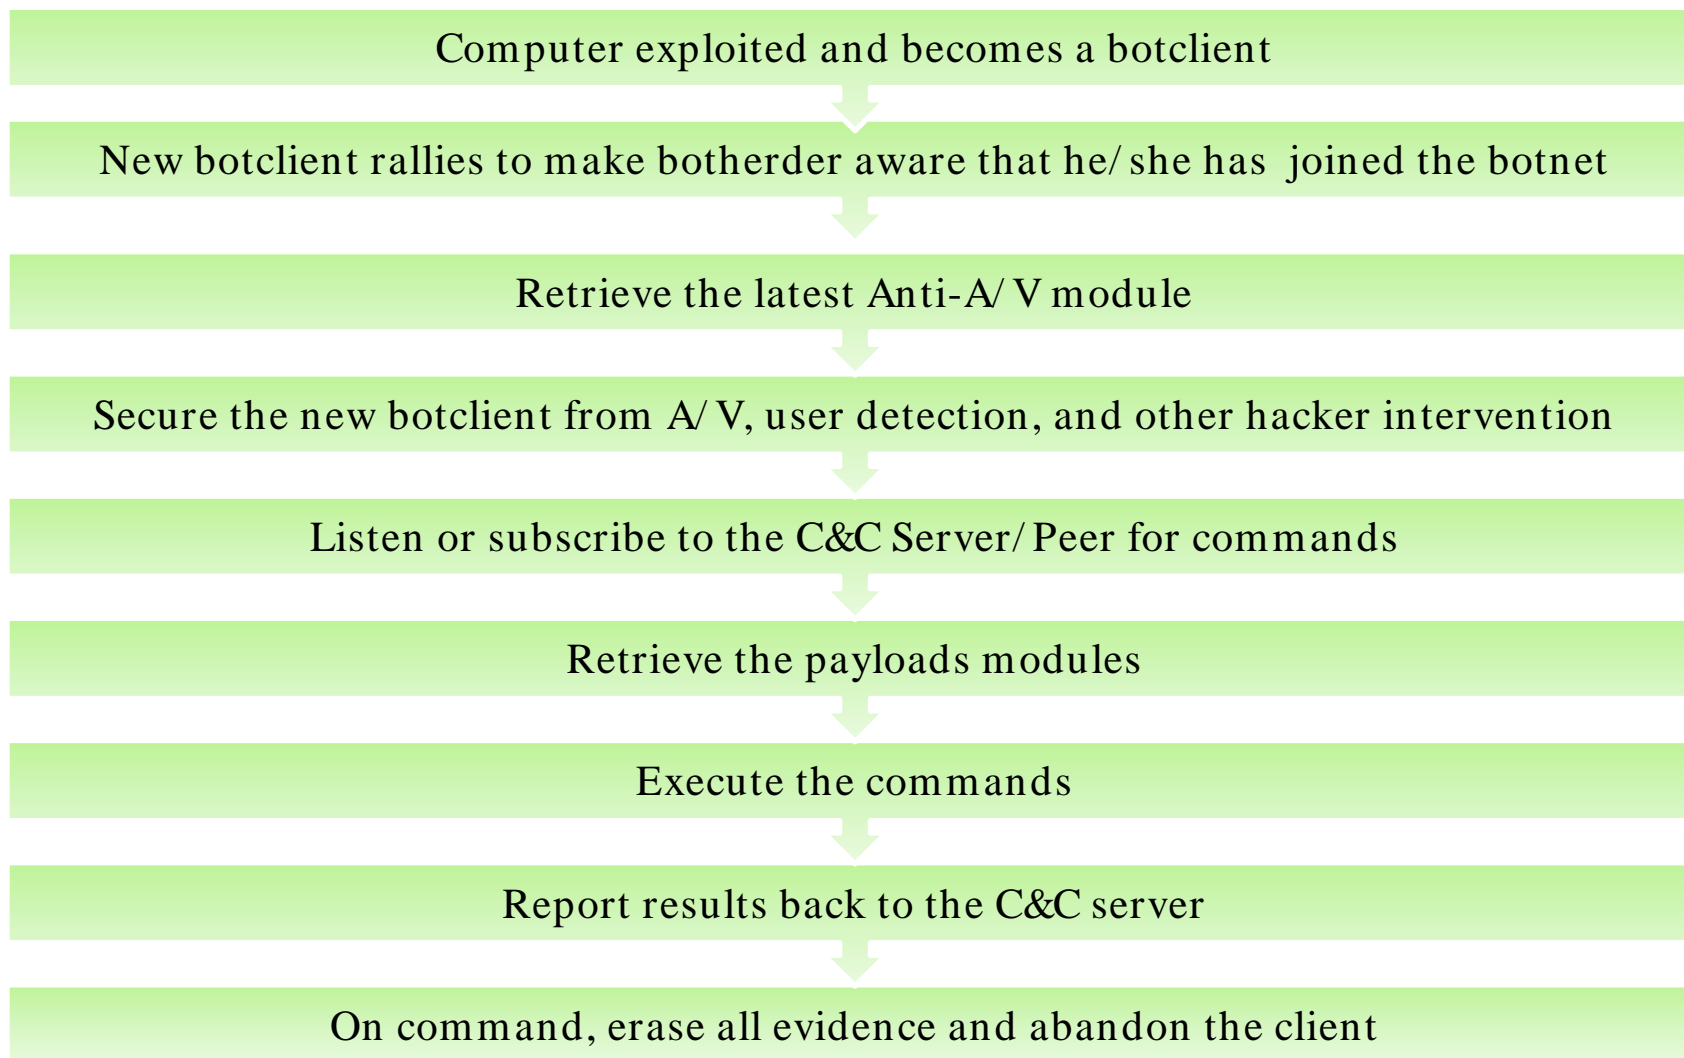 Computer exploited and becomes a botclient
New botclient rallies to make botherder aware that he/she has joined the botnet
Retrieve the latest Anti-A/V module
Secure the new botclient from A/V, user detection, and other hacker intervention
Listen or subscribe to the C&C Server/Peer for commands
Retrieve the payloads modules
Execute the commands
Report results back to the C&C server
On command, erase all evidence and abandon the client